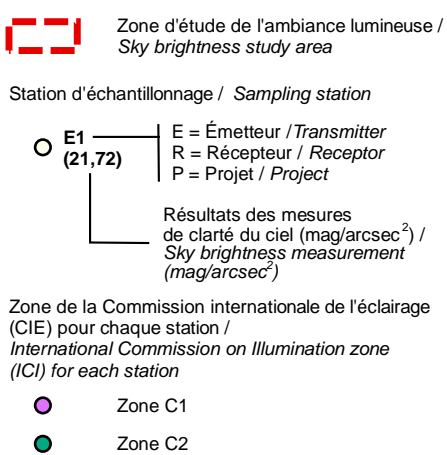 Zone d'étude de l'ambiance lumineuse /
Sky brightness study area
Station d'échantillonnage / Sampling station
E1
(21,72)
E = Émetteur /Transmitter
R = Récepteur / Receptor
P = Projet / Project
Résultats des mesures
de clarté du ciel (mag/arcsec²) /
Sky brightness measurement
(mag/arcsec²)
Zone de la Commission internationale de l'éclairage
(CIE) pour chaque station /
International Commission on Illumination zone
(ICI) for each station
Zone C1
Zone C2